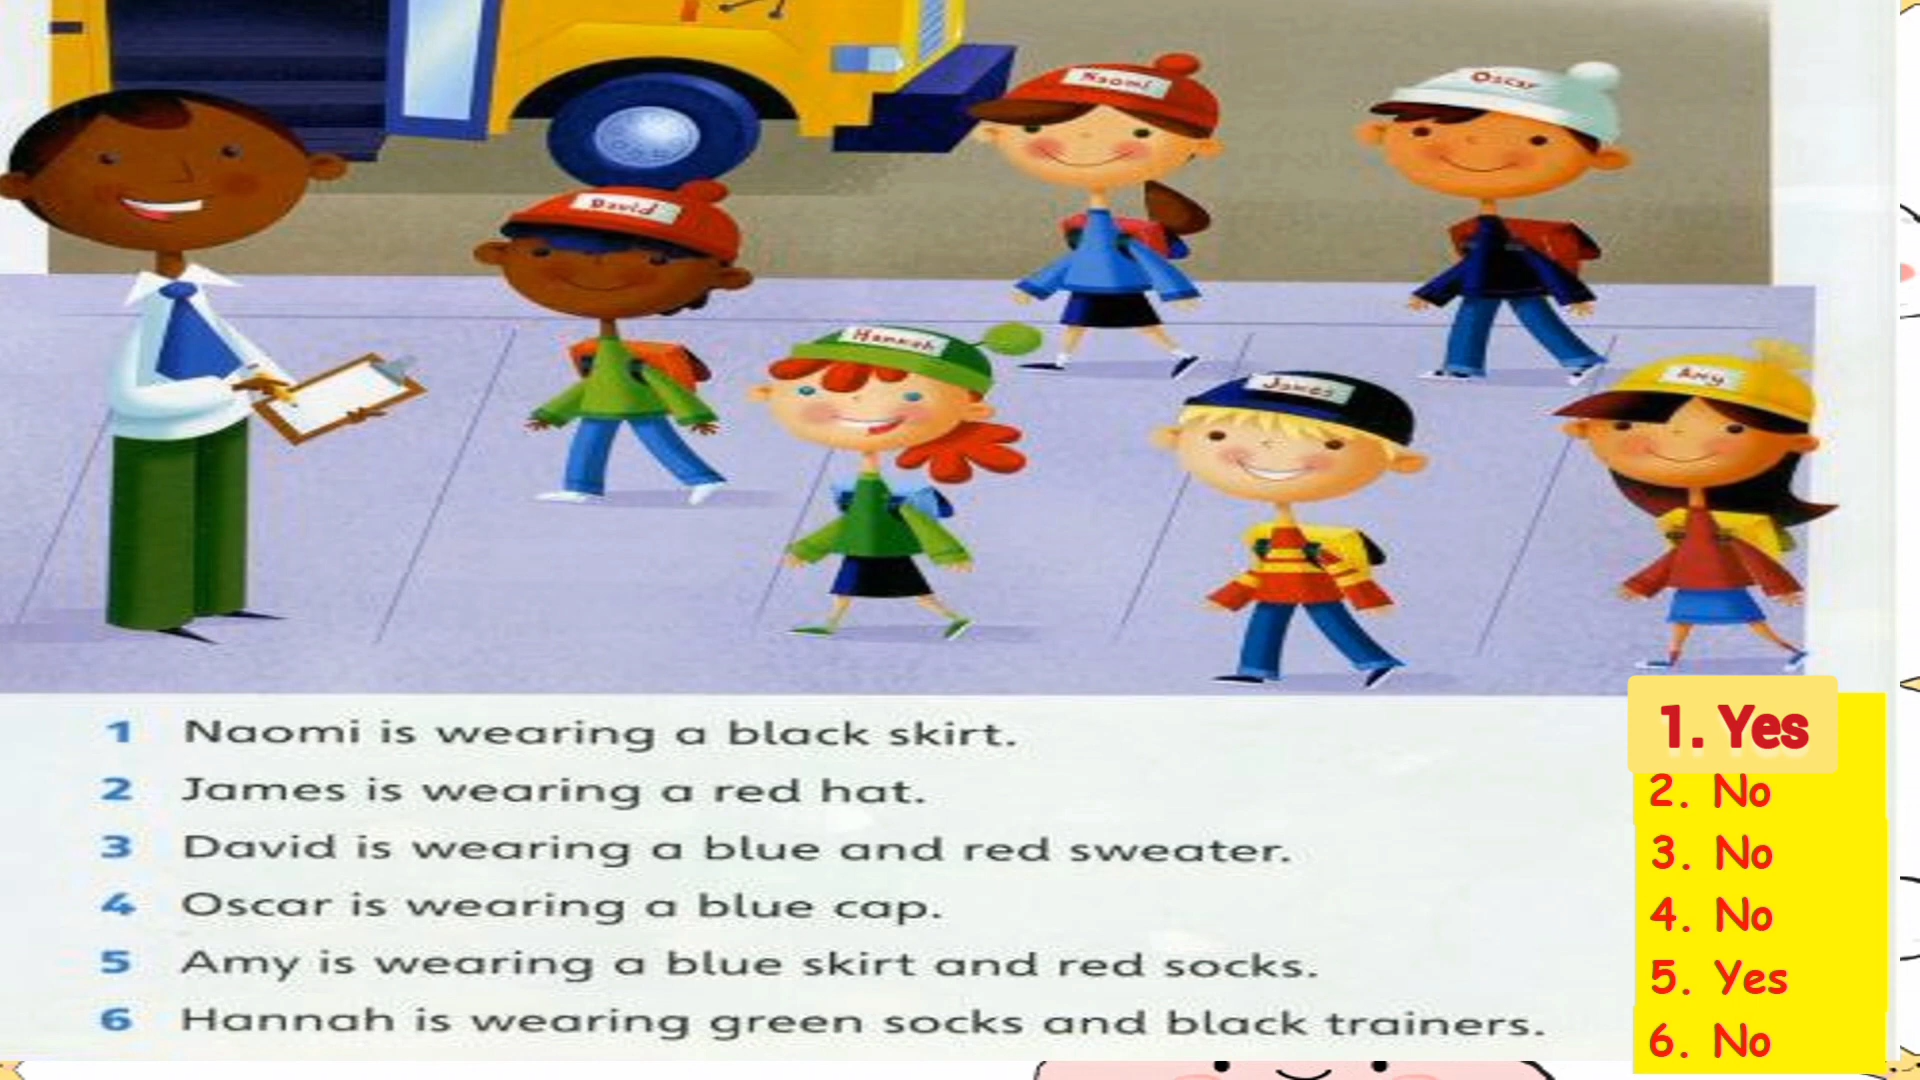 Naomi
Oscar
David
Hannah
James
Amy
1 Naomi is wearing a black skirt.
2 James is wearing a red hat.
3 David is wearing a blue and red sweater.
4 Oscar is wearing a blue cap.
5 Amy is wearing a blue skirt and red socks.
6 Hannah is wearing green socks and black trainers.
1. Yes
2. No
3. No
4. No
5. Yes
6. No